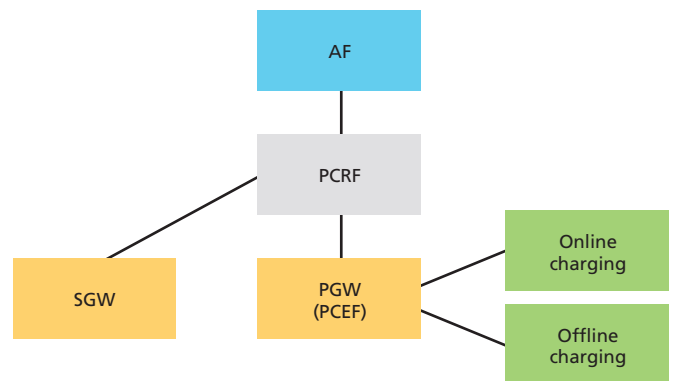 AF
PCRF
SGW
PGW
(PCEF)
Online
charging
Offline
charging